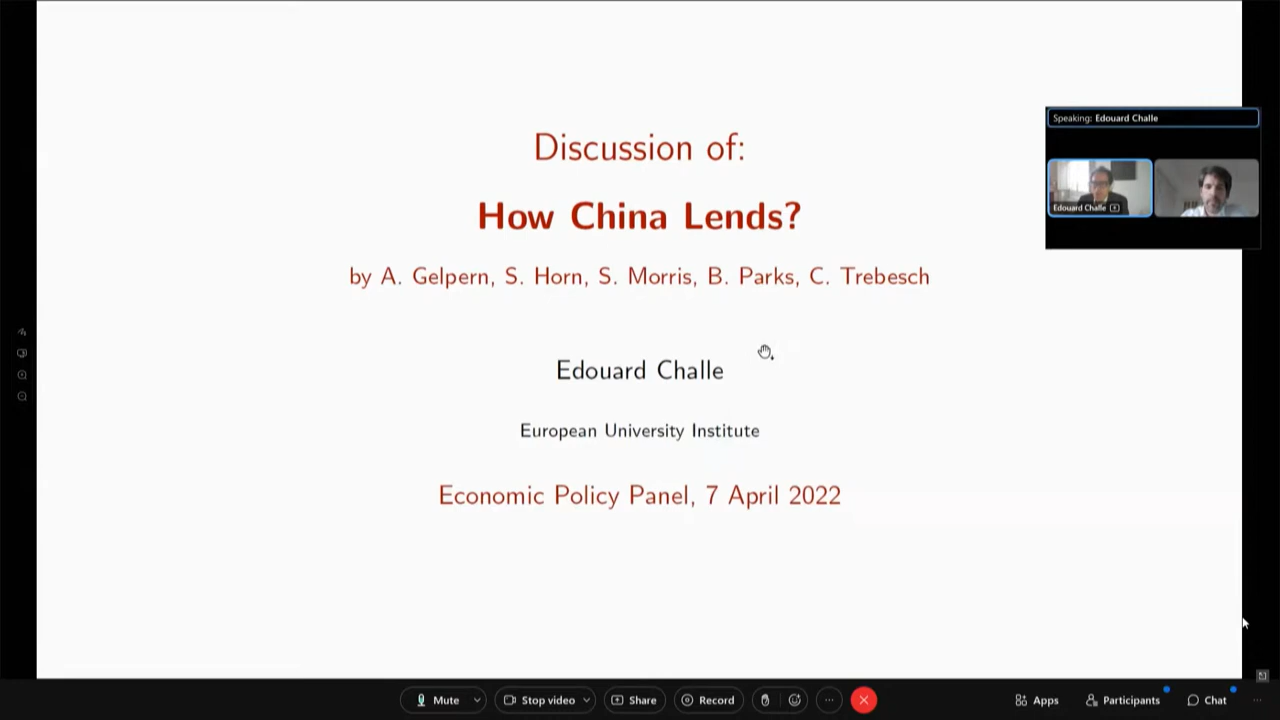 Discussion of:
How China Lends?
by A. Gelpern, S. Horn, S. Morris, B. Parks, C. Trebesch
Edouard Challe
European University Institute
Economic Policy Panel, 7 April 2022
Speaking: Edouard Challe
Edouard Challe
Mute
Stop video
Share
Record
Apps
Participants
Chat